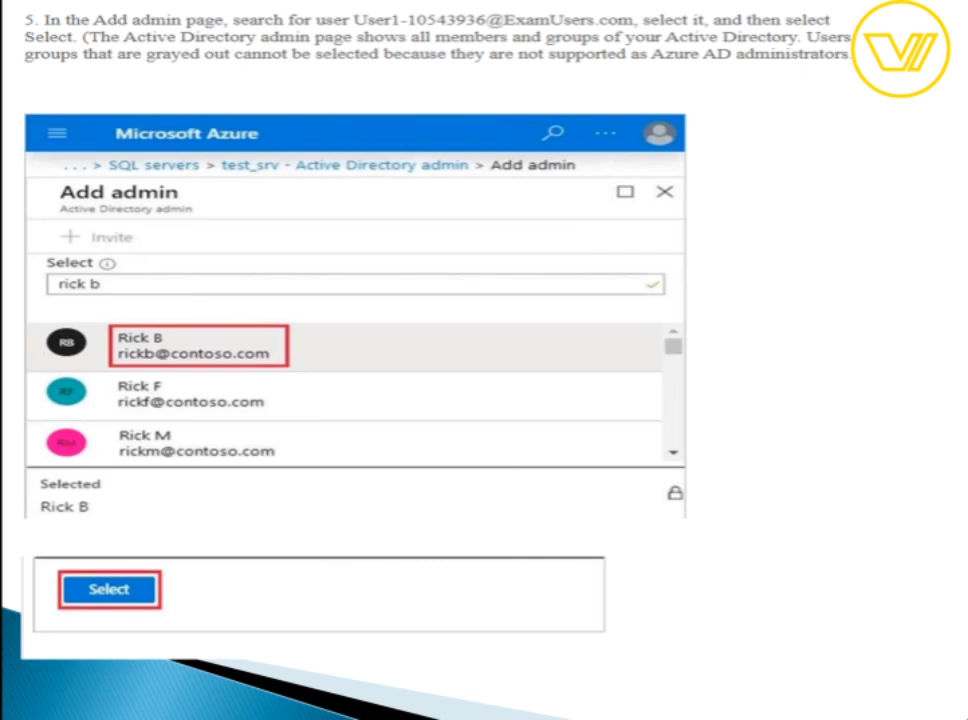 5. In the Add admin page, search for user User1-10543936@ExamUsers.com, select it, and then select
Select. (The Active Directory admin page shows all members and groups of your Active Directory. Users
groups that are grayed out cannot be selected because they are not supported as Azure AD administrators.
Microsoft Azure
... > SQL servers > test_srv - Active Directory admin > Add admin
Add admin
Active Directory admin
+ Invite
Select
rick b
RB
Rick B
rickb@contoso.com
RF
Rick F
rickf@contoso.com
RM
Rick M
rickm@contoso.com
Selected
Rick B
Select